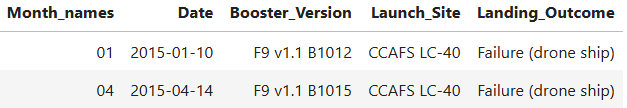 Month_names Date Booster_Version Launch_Site Landing_Outcome
01 2015-01-10 F9 v1.1 B1012 CCAFS LC-40 Failure (drone ship)
04 2015-04-14 F9 v1.1 B1015 CCAFS LC-40 Failure (drone ship)